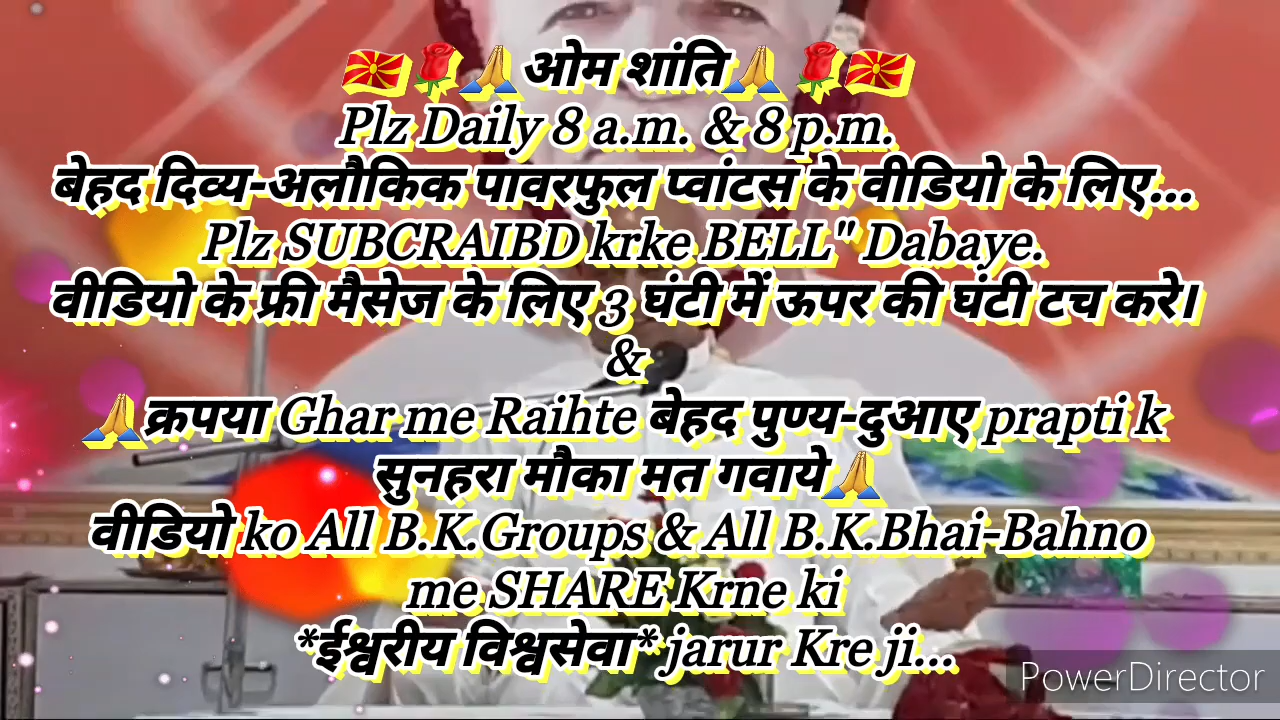 🇲🇰🌹🙏 ओम शांति🙏 🌹🇲🇰
Plz Daily 8 a.m. & 8 p.m.
बेहद दिव्य-अलौकिक पावरफुल प्वांटस के वीडियो के लिए...
Plz SUBCRAIBD krke BELL" Dabaye.
वीडियो के फ्री मैसेज के लिए 3 घंटी में ऊपर की घंटी टच करे।
&
🙏क्रपया Ghar me Raihte बेहद पुण्य-दुआए prapti k
सुनहरा मौका मत गवाये🙏
वीडियो ko All B.K.Groups & All B.K.Bhai-Bahno
me SHARE Krne ki
*ईश्वरीय विश्वसेवा* jarur Kre ji...
PowerDirector